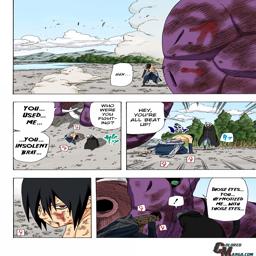 HEY...
HEY,
YOU'RE
ALL BEAT
UP!
WHO
WERE YOU
FIGHT-
ING?
YOU...
USED
ME...
...YOU
INSOLENT
BRAT...
THOSE EYES...
YOU...
HYPNOTIZED
ME... WITH
THOSE EYES...
COLORED
MANGA.COM